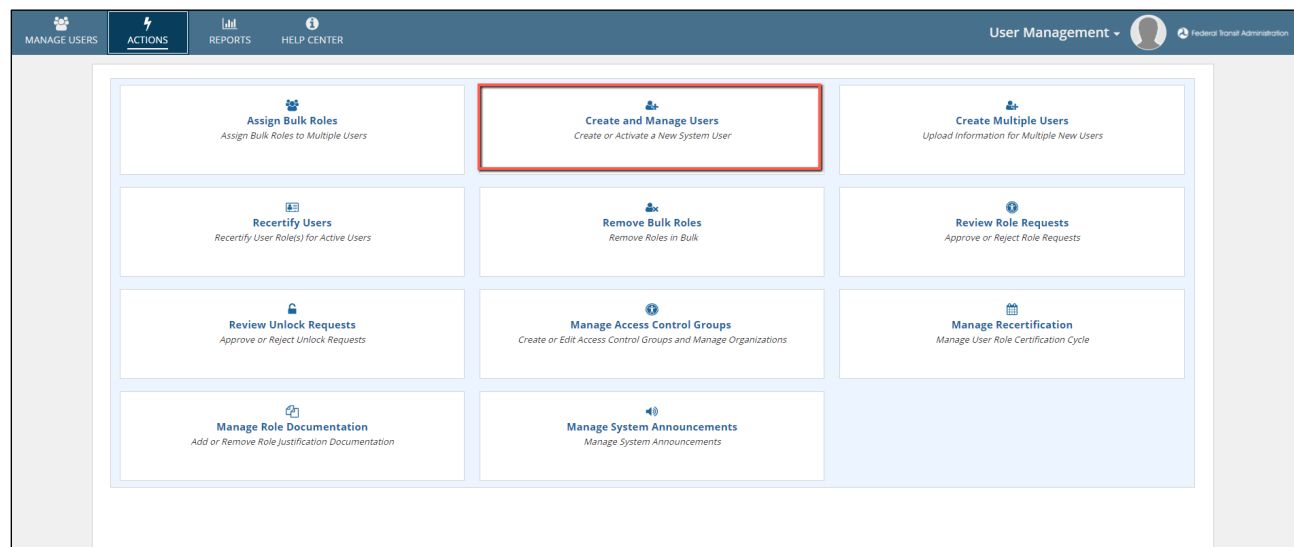 MANAGE USERS
ACTIONS
REPORTS
HELP CENTER
User Management
Federal Transit Administration
Assign Bulk Roles
Assign Bulk Roles to Multiple Users
Create and Manage Users
Create or Activate a New System User
Create Multiple Users
Upload Information for Multiple New Users
Recertify Users
Recertify User Role(s) for Active Users
Remove Bulk Roles
Remove Roles in Bulk
Review Role Requests
Approve or Reject Role Requests
Review Unlock Requests
Approve or Reject Unlock Requests
Manage Access Control Groups
Create or Edit Access Control Groups and Manage Organizations
Manage Recertification
Manage User Role Certification Cycle
Manage Role Documentation
Add or Remove Role Justification Documentation
Manage System Announcements
Manage System Announcements